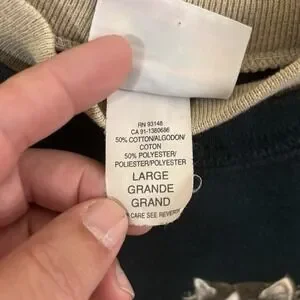 RN 93148
CA 91-1380686
50% COTTON/ALGODON/
COTON
50% POLYESTER/
POLIESTER/POLYESTER
LARGE
GRANDE
GRAND
CARE SEE REVERSE